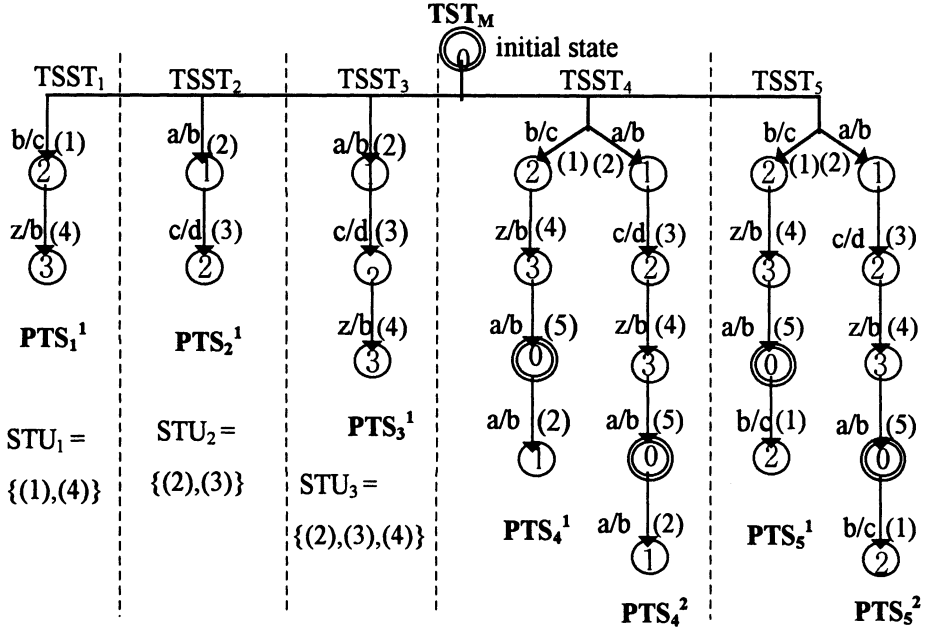 TST_M
0 initial state
TSST₁ TSST₂ TSST₃ TSST₄ TSST₅
b/c (1) a/b (2) a/b (2) b/c (1) (2) a/b b/c (1) (2) a/b
2 1 1 2 1 2 1
z/b (4) c/d (3) c/d (3) z/b (4) c/d (3) z/b (4) c/d (3)
3 2 2 3 2 3 2
z/b (4) a/b (5) z/b (4) a/b (5) z/b (4)
3 0 3 0 3
a/b (2) a/b (5) b/c (1) a/b (5)
1 0 2 0
a/b (2) b/c (1)
1 2
PTS₁¹ PTS₂¹ PTS₃¹ PTS₄¹ PTS₅¹
PTS₄² PTS₅²
STU₁ =
{(1),(4)}
STU₂ =
{(2),(3)}
STU₃ =
{(2),(3),(4)}